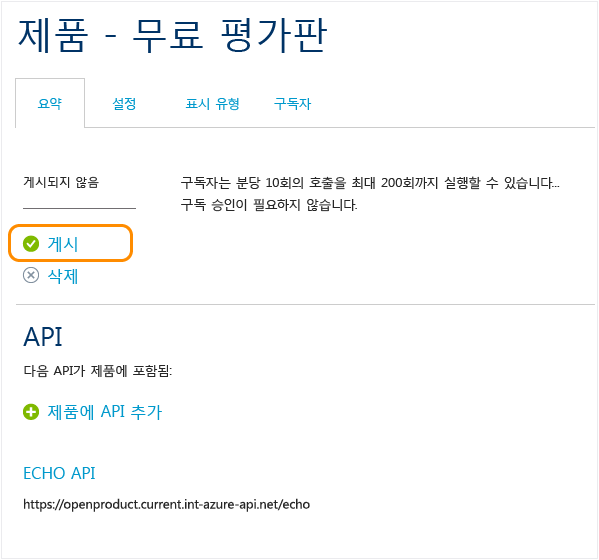 제품 - 무료 평가판
요약 설정 표시 유형 구독자
게시되지 않음
구독자는 분당 10회의 호출을 최대 200회까지 실행할 수 있습니다...
구독 승인이 필요하지 않습니다.
게시
삭제
API
다음 API가 제품에 포함됨:
제품에 API 추가
ECHO API
https://openproduct.current.int-azure-api.net/echo